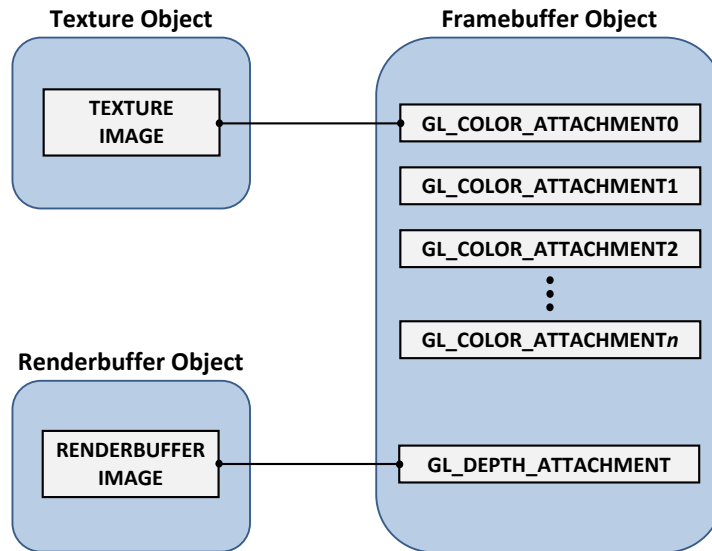 Texture Object
TEXTURE
IMAGE
Framebuffer Object
GL_COLOR_ATTACHMENT0
GL_COLOR_ATTACHMENT1
GL_COLOR_ATTACHMENT2
GL_COLOR_ATTACHMENTn
Renderbuffer Object
RENDERBUFFER
IMAGE
GL_DEPTH_ATTACHMENT